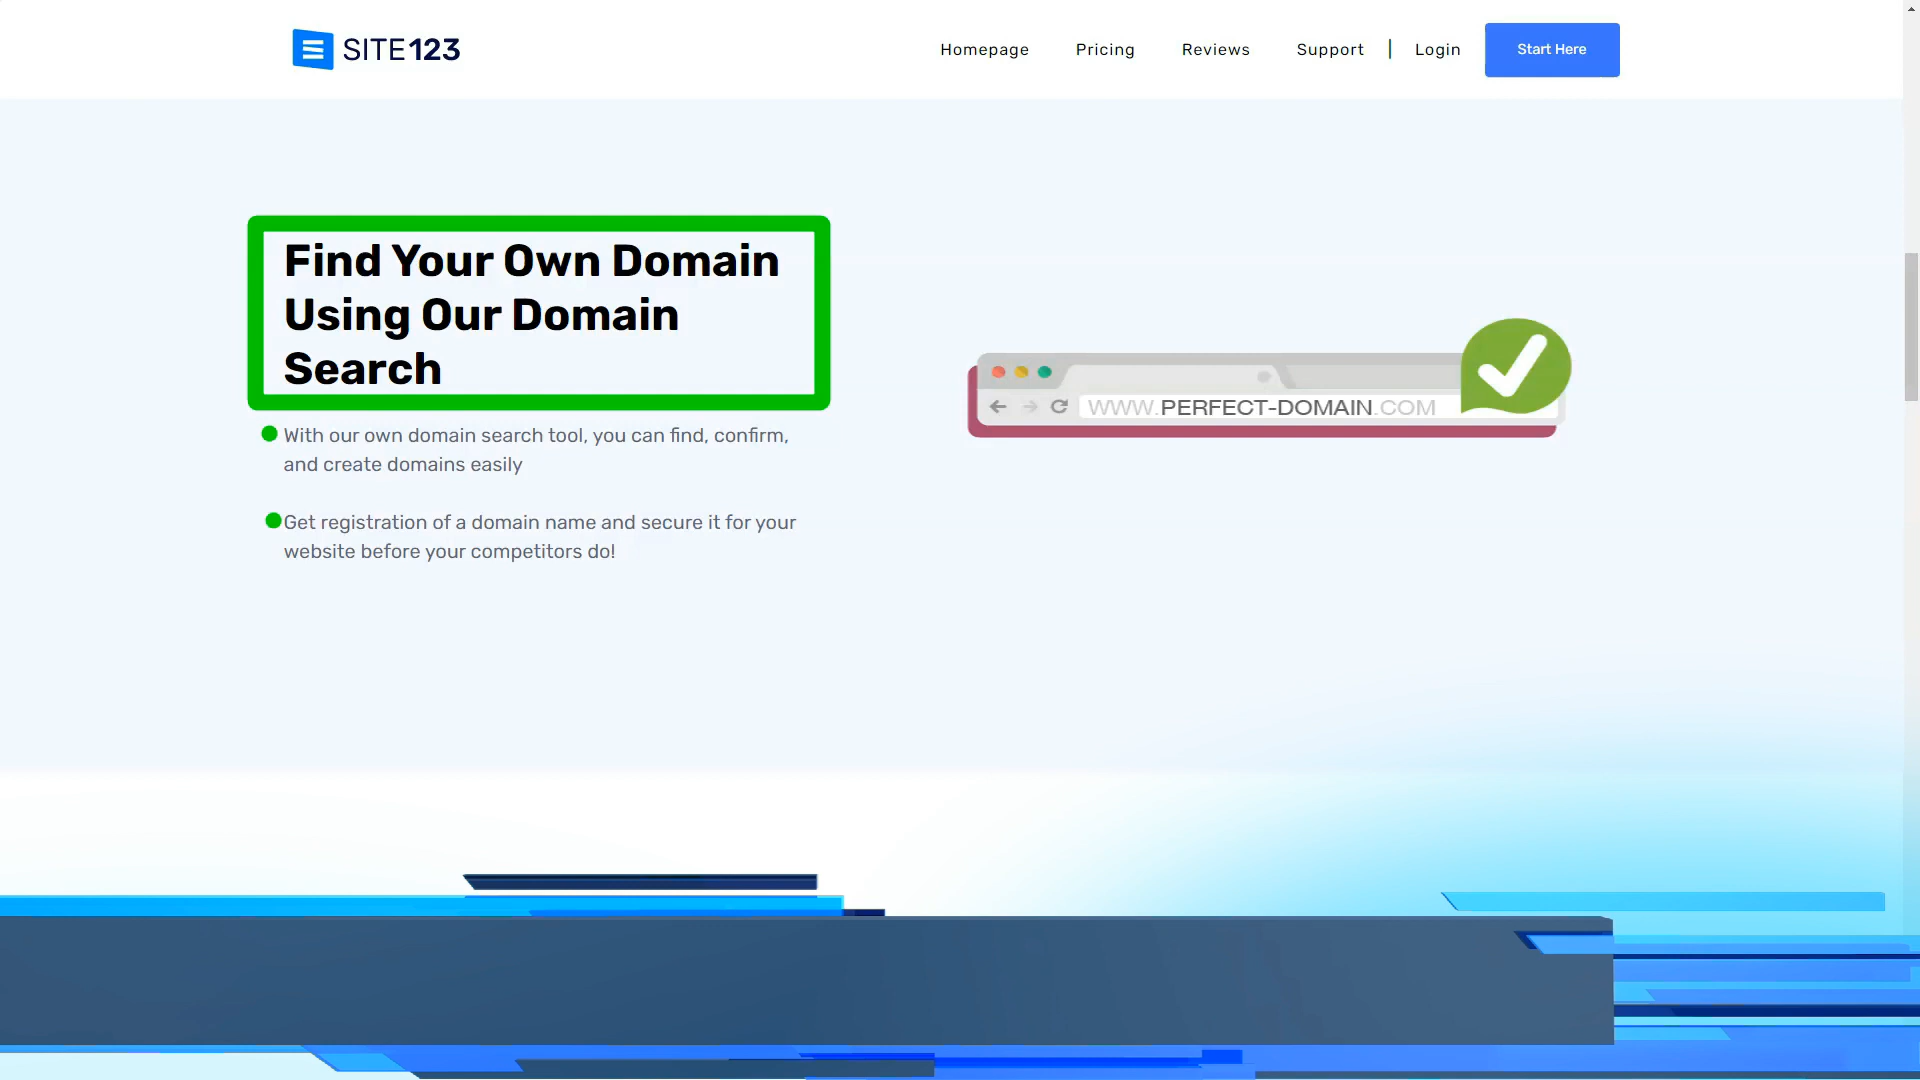 SITE123
Homepage
Pricing
Reviews
Support
Login
Start Here
Find Your Own Domain
Using Our Domain
Search
With our own domain search tool, you can find, confirm,
and create domains easily
Get registration of a domain name and secure it for your
website before your competitors do!
WWW.PERFECT-DOMAIN.COM